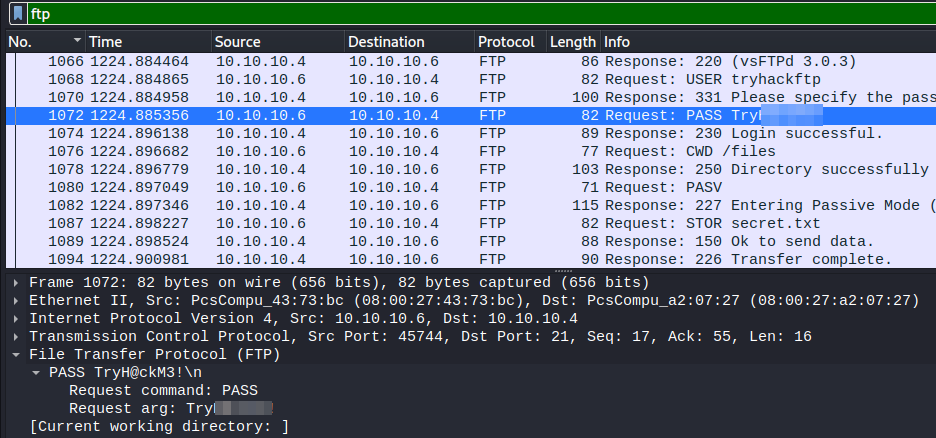 ftp
No. Time Source Destination Protocol Length Info
1066 1224.884464 10.10.10.4 10.10.10.6 FTP 86 Response: 220 (vsFTPd 3.0.3)
1068 1224.884865 10.10.10.6 10.10.10.4 FTP 82 Request: USER tryhackftp
1070 1224.884958 10.10.10.4 10.10.10.6 FTP 100 Response: 331 Please specify the pass
1072 1224.885356 10.10.10.6 10.10.10.4 FTP 82 Request: PASS Try
1074 1224.896138 10.10.10.4 10.10.10.6 FTP 89 Response: 230 Login successful.
1076 1224.896682 10.10.10.6 10.10.10.4 FTP 77 Request: CWD /files
1078 1224.896779 10.10.10.4 10.10.10.6 FTP 103 Response: 250 Directory successfully
1080 1224.897049 10.10.10.6 10.10.10.4 FTP 71 Request: PASV
1082 1224.897346 10.10.10.4 10.10.10.6 FTP 115 Response: 227 Entering Passive Mode (
1087 1224.898227 10.10.10.6 10.10.10.4 FTP 82 Request: STOR secret.txt
1089 1224.898524 10.10.10.4 10.10.10.6 FTP 88 Response: 150 Ok to send data.
1094 1224.900981 10.10.10.4 10.10.10.6 FTP 90 Response: 226 Transfer complete.
Frame 1072: 82 bytes on wire (656 bits), 82 bytes captured (656 bits)
Ethernet II, Src: PcsCompu_43:73:bc (08:00:27:43:73:bc), Dst: PcsCompu_a2:07:27 (08:00:27:a2:07:27)
Internet Protocol Version 4, Src: 10.10.10.6, Dst: 10.10.10.4
Transmission Control Protocol, Src Port: 45744, Dst Port: 21, Seq: 17, Ack: 55, Len: 16
File Transfer Protocol (FTP)
PASS TryH@ckM3!\n
Request command: PASS
Request arg: Try
[Current working directory: ]